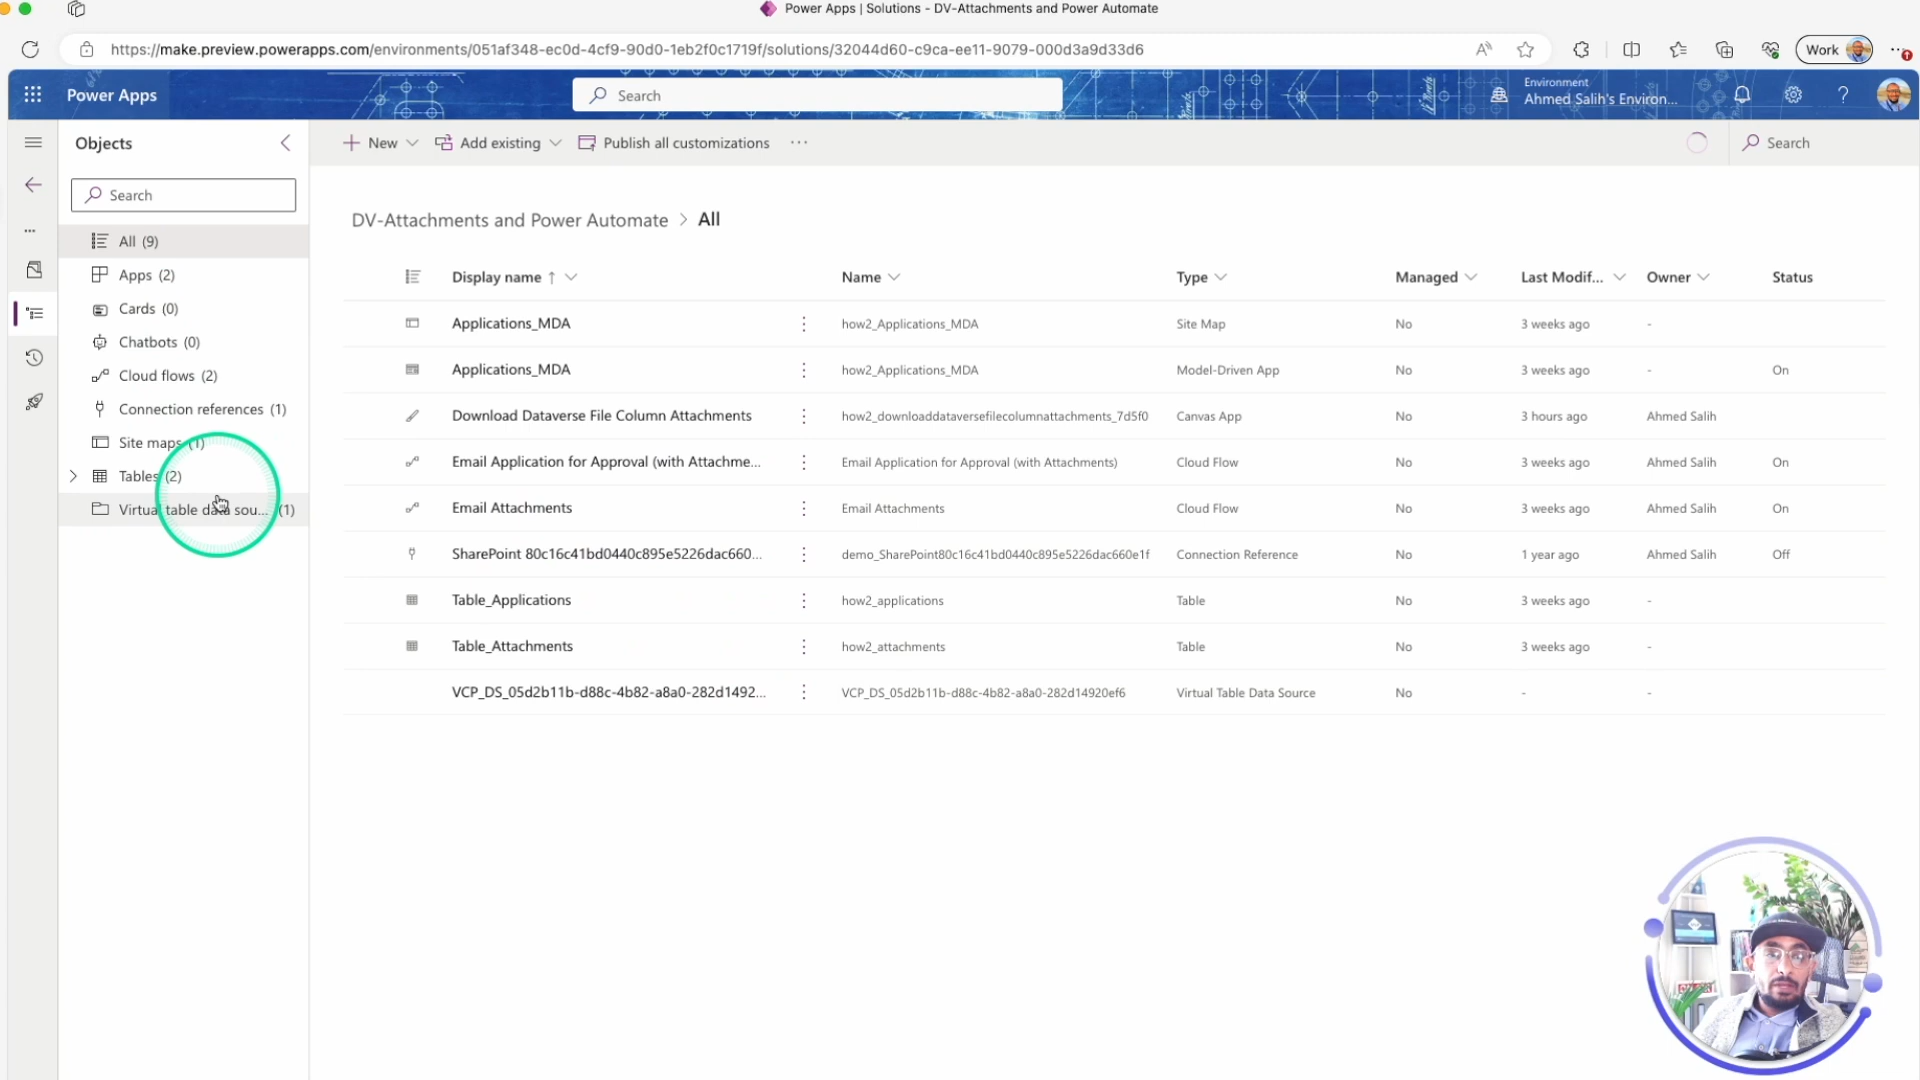 Power Apps | Solutions - DV-Attachments and Power Automate
https://make.preview.powerapps.com/environments/051af348-ec0d-4cf9-90d0-1eb2f0c1719f/solutions/32044d60-c9ca-ee11-9079-000d3a9d33d6
Work
Power Apps
Search
Environment
Ahmed Salih's Environ...
Objects
New
Add existing
Publish all customizations
Search
Search
DV-Attachments and Power Automate > All
All (9)
Apps (2)
Cards (0)
Chatbots (0)
Cloud flows (2)
Connection references (1)
Site maps (1)
Tables (2)
Virtual table data sou... (1)
Display name ↑ Name Type Managed Last Modif... Owner Status
Applications_MDA how2_Applications_MDA Site Map No 3 weeks ago -
Applications_MDA how2_Applications_MDA Model-Driven App No 3 weeks ago - On
Download Dataverse File Column Attachments how2_downloaddataversefilecolumnattachments_7d5f0 Canvas App No 3 hours ago Ahmed Salih
Email Application for Approval (with Attachme... Email Application for Approval (with Attachments) Cloud Flow No 3 weeks ago Ahmed Salih On
Email Attachments Email Attachments Cloud Flow No 3 weeks ago Ahmed Salih On
SharePoint 80c16c41bd0440c895e5226dac660... demo_SharePoint80c16c41bd0440c895e5226dac660e1f Connection Reference No 1 year ago Ahmed Salih Off
Table_Applications how2_applications Table No 3 weeks ago -
Table_Attachments how2_attachments Table No 3 weeks ago -
VCP_DS_05d2b11b-d88c-4b82-a8a0-282d1492... VCP_DS_05d2b11b-d88c-4b82-a8a0-282d14920ef6 Virtual Table Data Source No - -